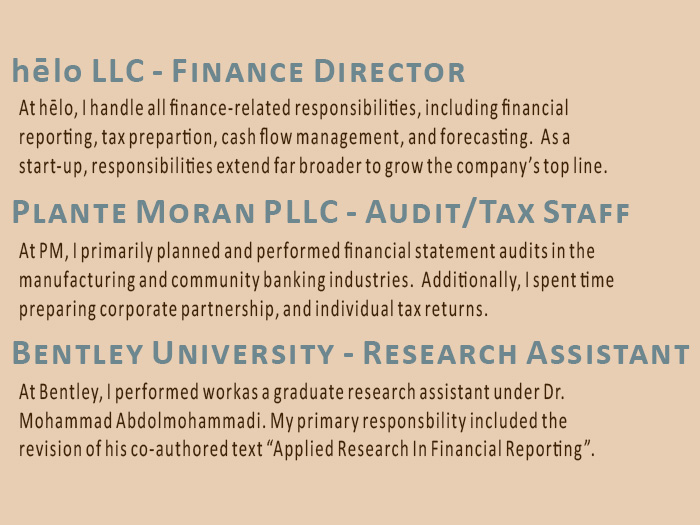 hēlo LLC - Finance Director
At hēlo, I handle all finance-related responsibilities, including financial
reporting, tax prepartion, cash flow management, and forecasting.  As a
start-up, responsibilities extend far broader to grow the company's top line.
Plante Moran PLLC - Audit/Tax Staff
At PM, I primarily planned and performed financial statement audits in the
manufacturing and community banking industries.  Additionally, I spent time
preparing corporate partnership, and individual tax returns.
Bentley University - Research Assistant
At Bentley, I performed workas a graduate research assistant under Dr.
Mohammad Abdolmohammadi. My primary responsbility included the
revision of his co-authored text “Applied Research In Financial Reporting”.